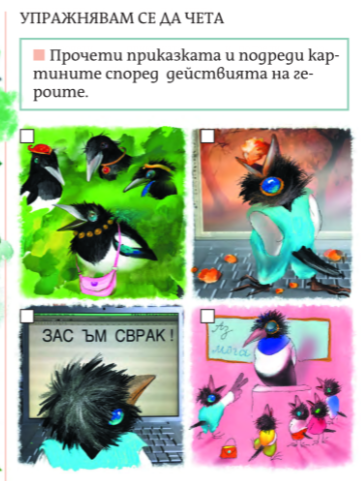 УПРАЖНЯВАМ СЕ ДА ЧЕТА
Прочети приказката и подреди кар-
тините според действията на ге-
роите.
ЗАС ЪМ СВРАК!
Аз
мога